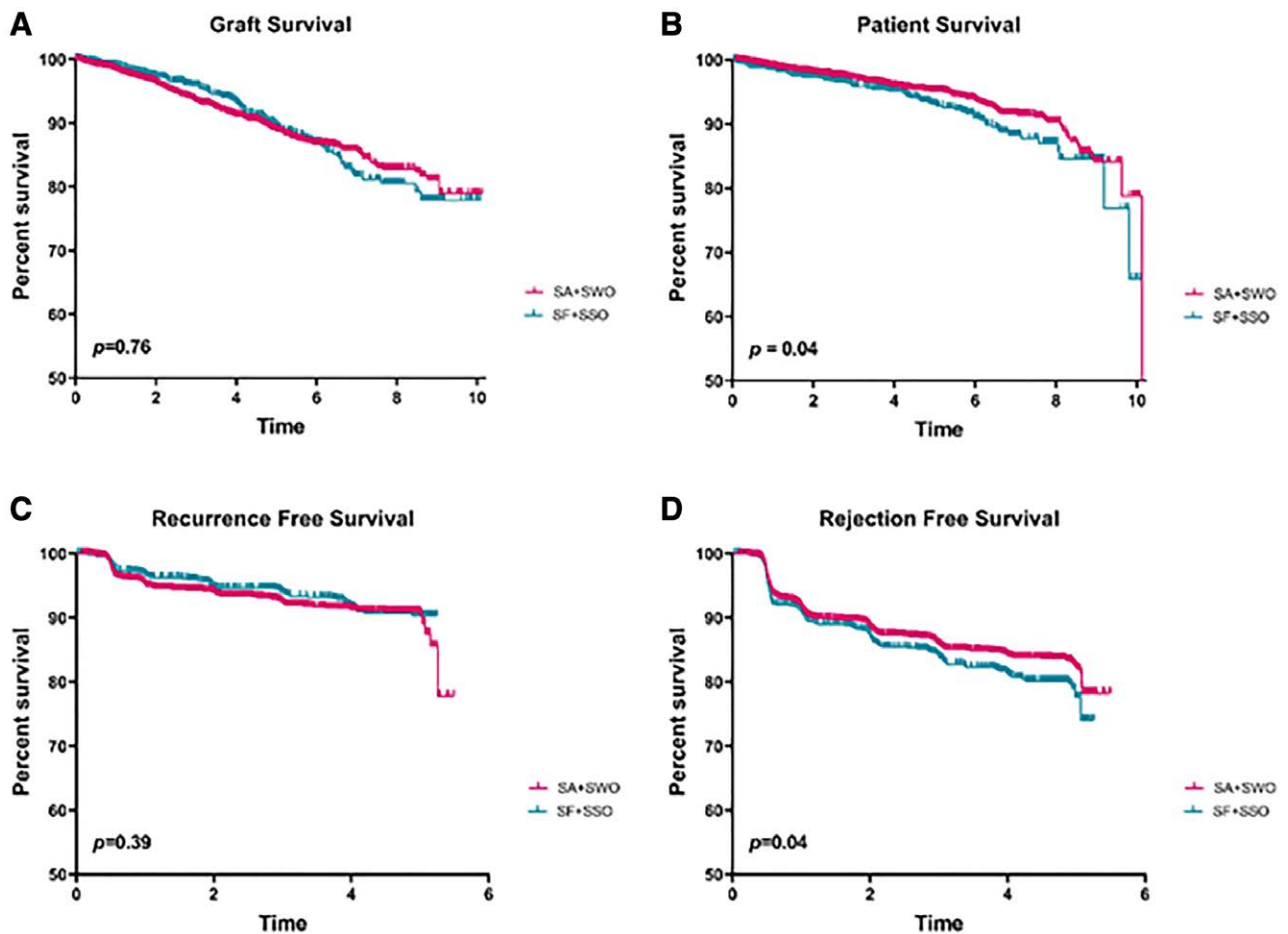 A
Graft Survival
Percent survival
100
90
80
70
60
50
0 2 4 6 8 10
Time
p=0.76
SA+SWO
SF+SSO
B
Patient Survival
Percent survival
100
90
80
70
60
50
0 2 4 6 8 10
Time
p = 0.04
SA+SWO
SF+SSO
C
Recurrence Free Survival
Percent survival
100
90
80
70
60
50
0 2 4 6
Time
p=0.39
SA+SWO
SF+SSO
D
Rejection Free Survival
Percent survival
100
90
80
70
60
50
0 2 4 6
Time
p=0.04
SA+SWO
SF+SSO